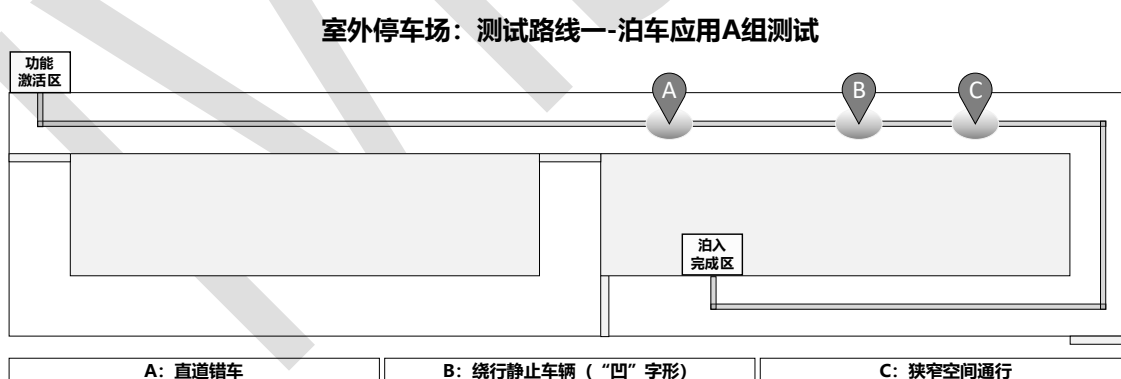 室外停车场：测试路线一-泊车应用A组测试
功能
激活区
A
B
C
泊入
完成区
A：直道错车
B：绕行静止车辆（“凹”字形）
C：狭窄空间通行